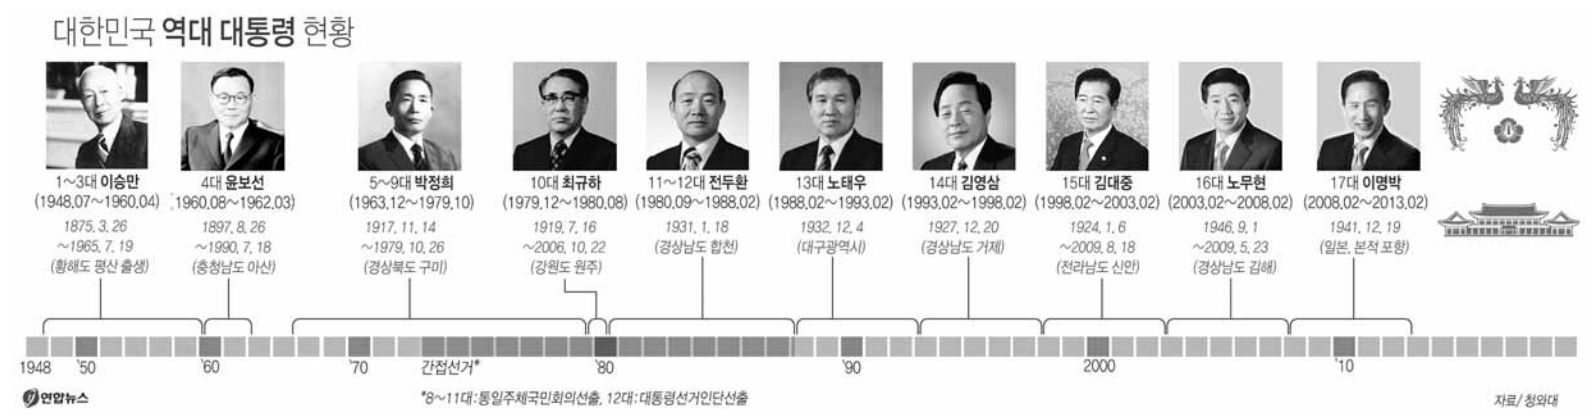 대한민국 역대 대통령 현황
1~3대 이승만
(1948.07~1960.04)
1875. 3. 26
~1965. 7. 19
(황해도 평산 출생)
4대 윤보선
(1960.08~1962.03)
1897. 8. 26
~1990. 7. 18
(충청남도 아산)
5~9대 박정희
(1963.12~1979.10)
1917. 11. 14
~1979. 10. 26
(경상북도 구미)
10대 최규하
(1979.12~1980.08)
1919. 7. 16
~2006. 10. 22
(강원도 원주)
11~12대 전두환
(1980.09~1988.02)
1931. 1. 18
(경상남도 합천)
13대 노태우
(1988.02~1993.02)
1932. 12. 4
(대구광역시)
14대 김영삼
(1993.02~1998.02)
1927. 12. 20
(경상남도 거제)
15대 김대중
(1998.02~2003.02)
1924. 1. 6
~2009. 8. 18
(전라남도 신안)
16대 노무현
(2003.02~2008.02)
1946. 9. 1
~2009. 5. 23
(경상남도 김해)
17대 이명박
(2008.02~2013.02)
1941. 12. 19
(일본, 본적 포항)
1948 '50 '60 '70 간접선거* '80 '90 2000 '10
연합뉴스
*8~11대:통일주체국민회의선출, 12대:대통령선거인단선출
자료/청와대